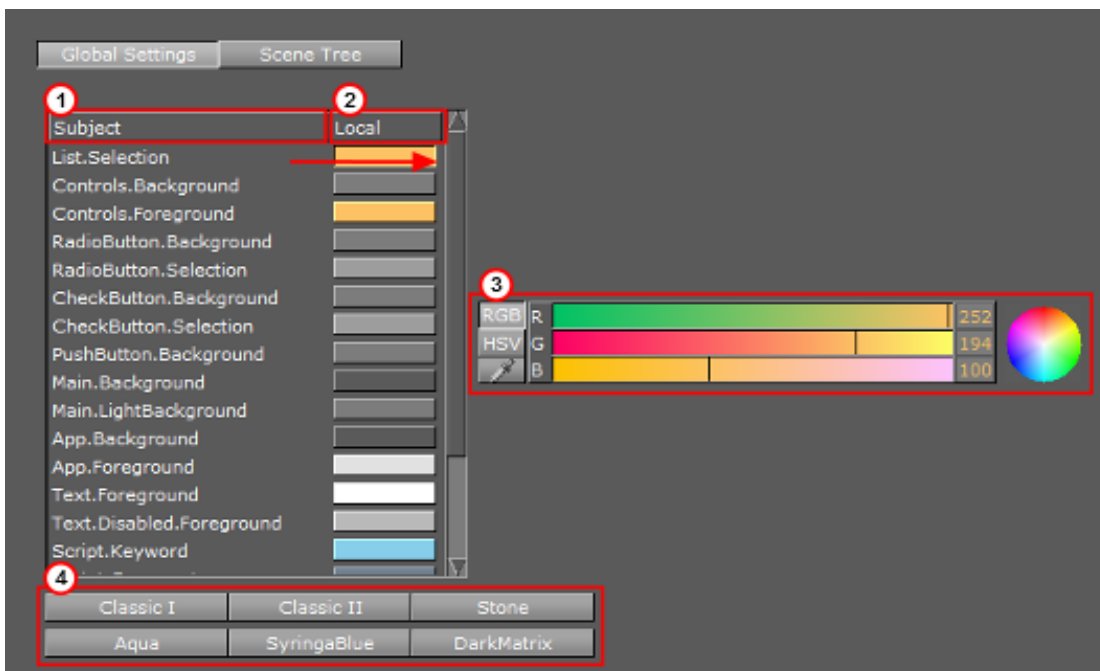 Global Settings Scene Tree
1 2
Subject Local
List.Selection
Controls.Background
Controls.Foreground
RadioButton.Background
RadioButton.Selection
CheckButton.Background
3
CheckButton.Selection
RGB R 252
PushButton.Background
HSV G 194
Main.Background
B 100
Main.LightBackground
App.Background
App.Foreground
Text.Foreground
Text.Disabled.Foreground
Script.Keyword
4
Classic I Classic II Stone
Aqua SyringaBlue DarkMatrix